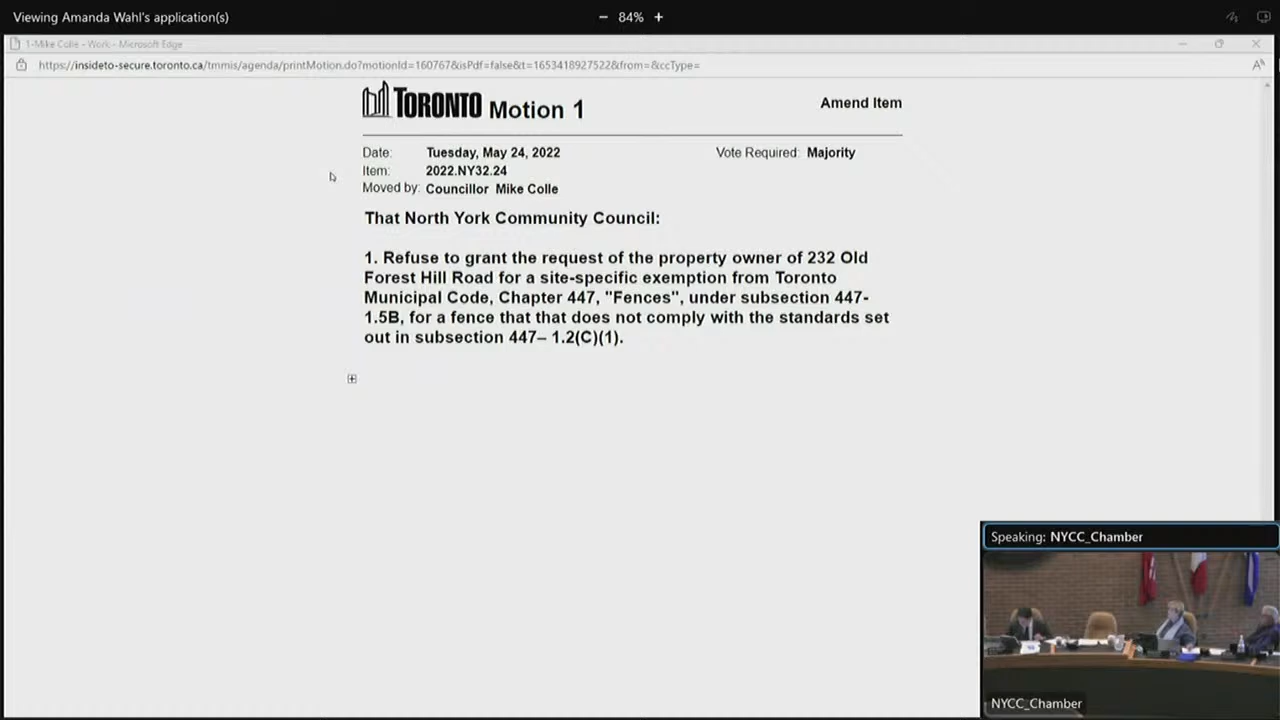 Viewing Amanda Wahl's application(s)
− 84% +
1-Mike Colle - Work - Microsoft Edge
https://insideto-secure.toronto.ca/tmmis/agenda/printMotion.do?motionId=160767&isPdf=false&t=1653418927522&from=&ccType=
TORONTO Motion 1
Amend Item
Date: Tuesday, May 24, 2022
Vote Required: Majority
Item: 2022.NY32.24
Moved by: Councillor Mike Colle
That North York Community Council:
1. Refuse to grant the request of the property owner of 232 Old
Forest Hill Road for a site-specific exemption from Toronto
Municipal Code, Chapter 447, "Fences", under subsection 447-
1.5B, for a fence that that does not comply with the standards set
out in subsection 447– 1.2(C)(1).
Speaking: NYCC_Chamber
NYCC_Chamber